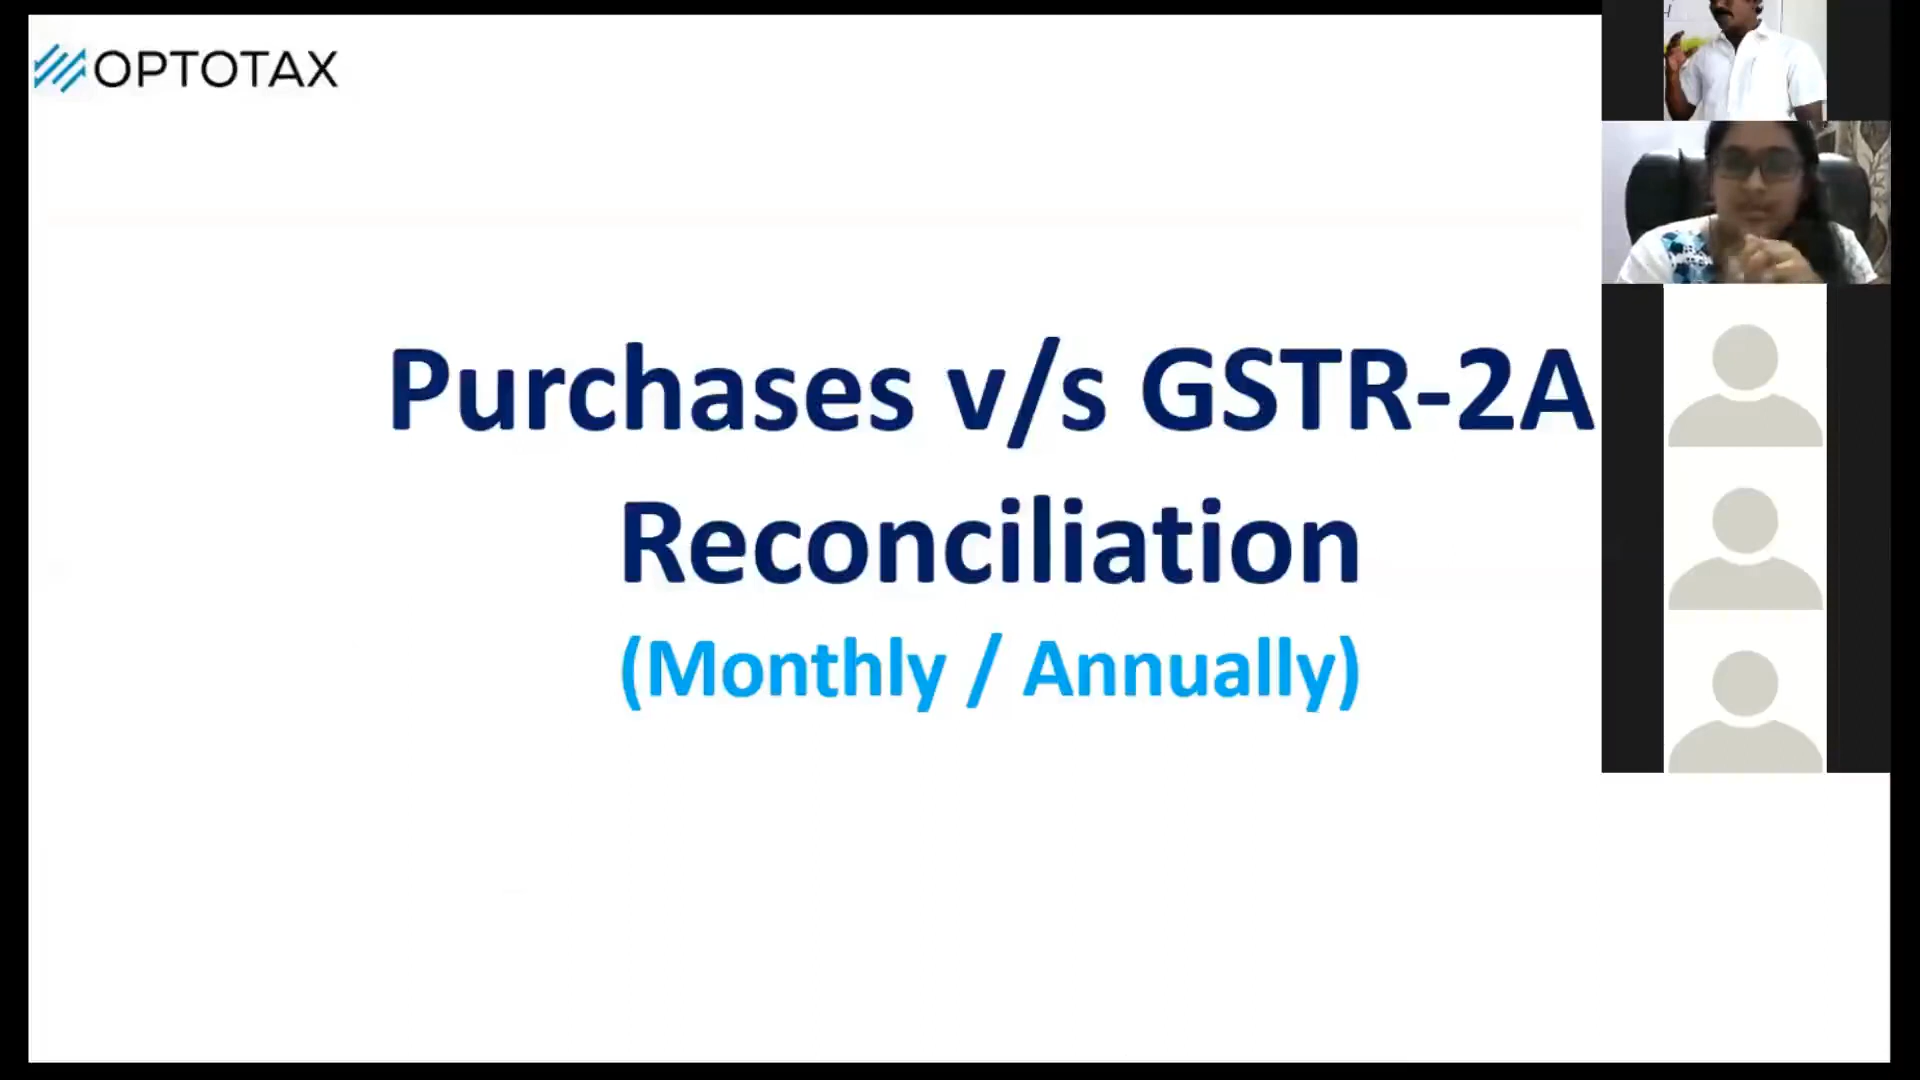 OPTOTAX
Purchases v/s GSTR-2A
Reconciliation
(Monthly / Annually)